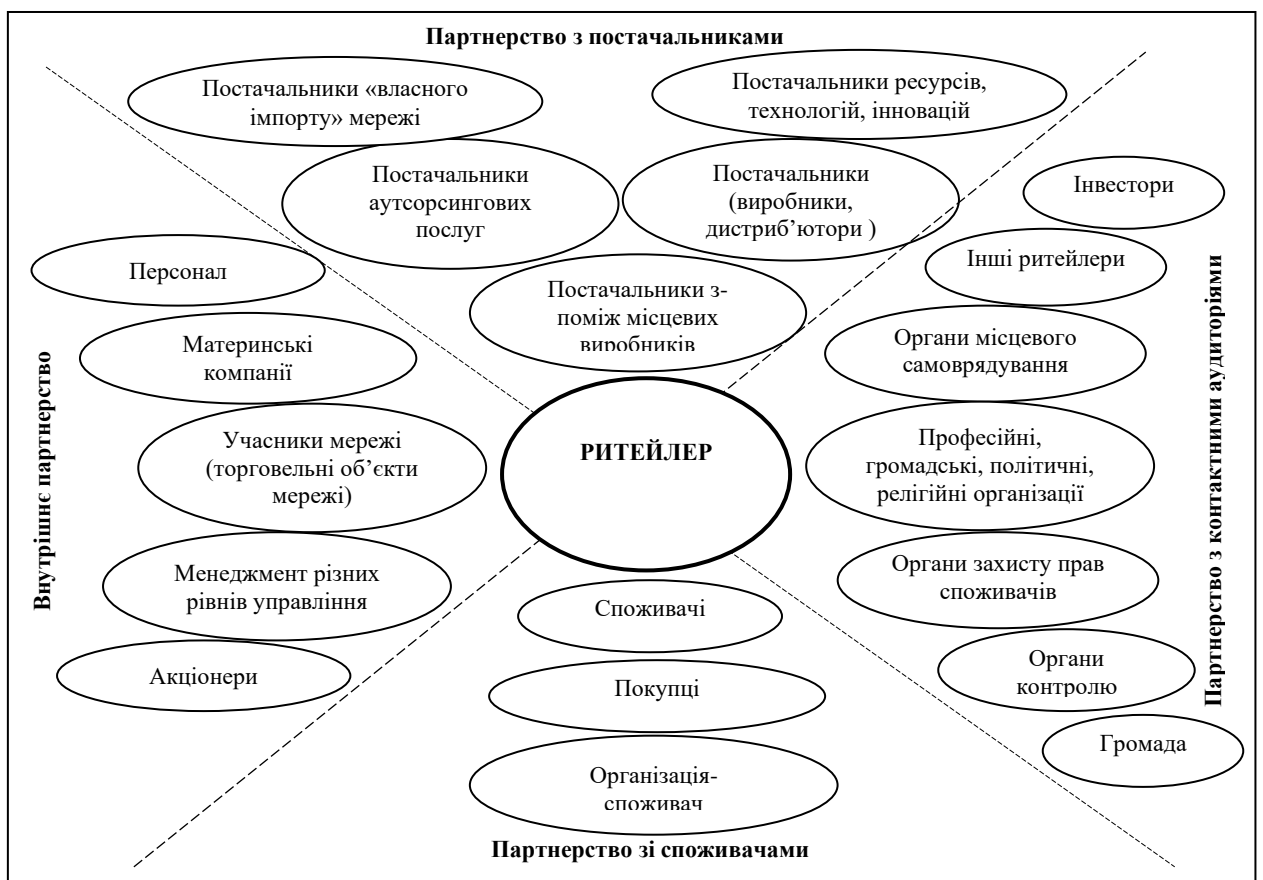 Партнерство з постачальниками
Постачальники «власного
імпорту» мережі
Постачальники ресурсів,
технологій, інновацій
Постачальники
аутсорсингових
послуг
Постачальники
(виробники,
дистриб’ютори )
Постачальники з-
поміж місцевих
виробників
Внутрішнє партнерство
Персонал
Материнські
компанії
Учасники мережі
(торговельні об’єкти
мережі)
Менеджмент різних
рівнів управління
Акціонери
РИТЕЙЛЕР
Інвестори
Інші ритейлери
Органи місцевого
самоврядування
Професійні,
громадські, політичні,
релігійні організації
Органи захисту прав
споживачів
Органи
контролю
Громада
Партнерство з контактними аудиторіями
Споживачі
Покупці
Організація-
споживач
Партнерство зі споживачами